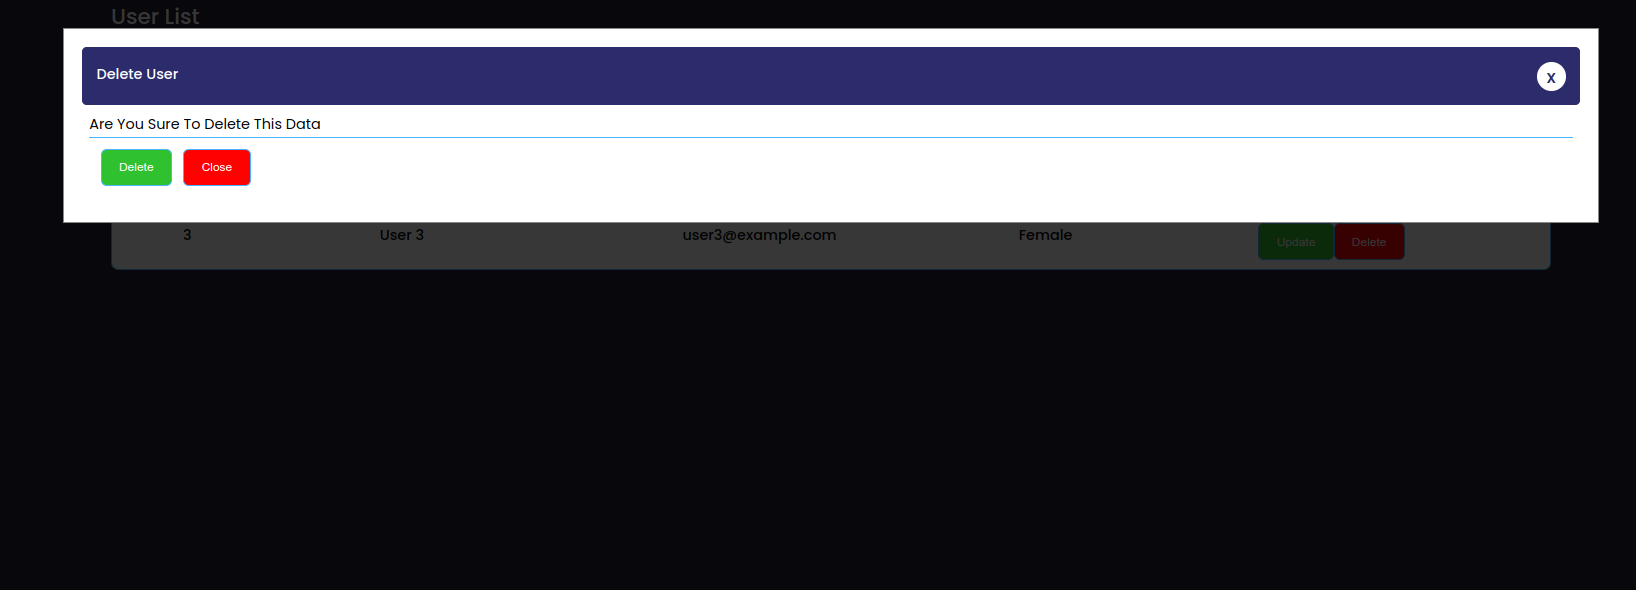 User List
Delete User X
Are You Sure To Delete This Data
Delete Close
3 User 3 user3@example.com Female Update Delete